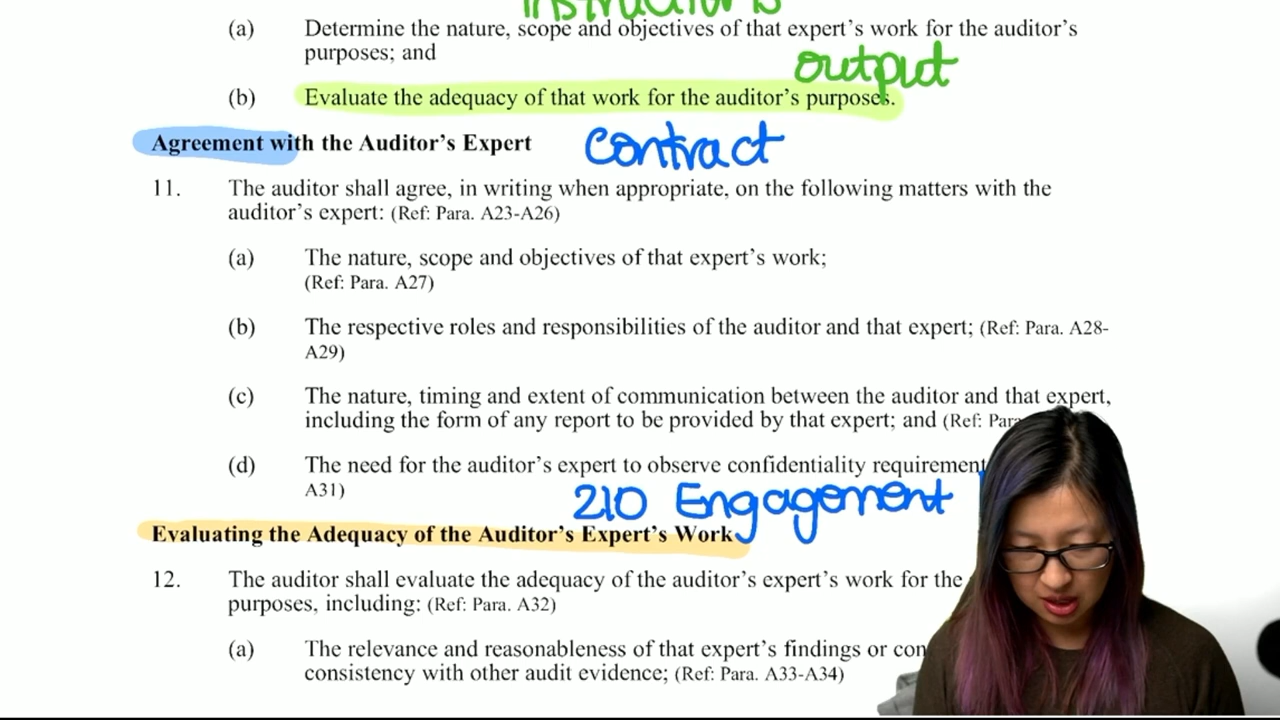 instructions
(a) Determine the nature, scope and objectives of that expert's work for the auditor's
purposes; and
output
(b) Evaluate the adequacy of that work for the auditor's purposes.
Agreement with the Auditor's Expert contract
11. The auditor shall agree, in writing when appropriate, on the following matters with the
auditor's expert: (Ref: Para. A23-A26)
(a) The nature, scope and objectives of that expert's work;
(Ref: Para. A27)
(b) The respective roles and responsibilities of the auditor and that expert; (Ref: Para. A28-
A29)
(c) The nature, timing and extent of communication between the auditor and that expert,
including the form of any report to be provided by that expert; and (Ref:
(d) The need for the auditor's expert to observe confidentiality
A31)
210 Engagement
Evaluating the Adequacy of the Auditor's Expert's Work
12. The auditor shall evaluate the adequacy of the auditor's expert's work for the
purposes, including: (Ref: Para. A32)
(a) The relevance and reasonableness of that expert's findings or
consistency with other audit evidence; (Ref: Para. A33-A34)